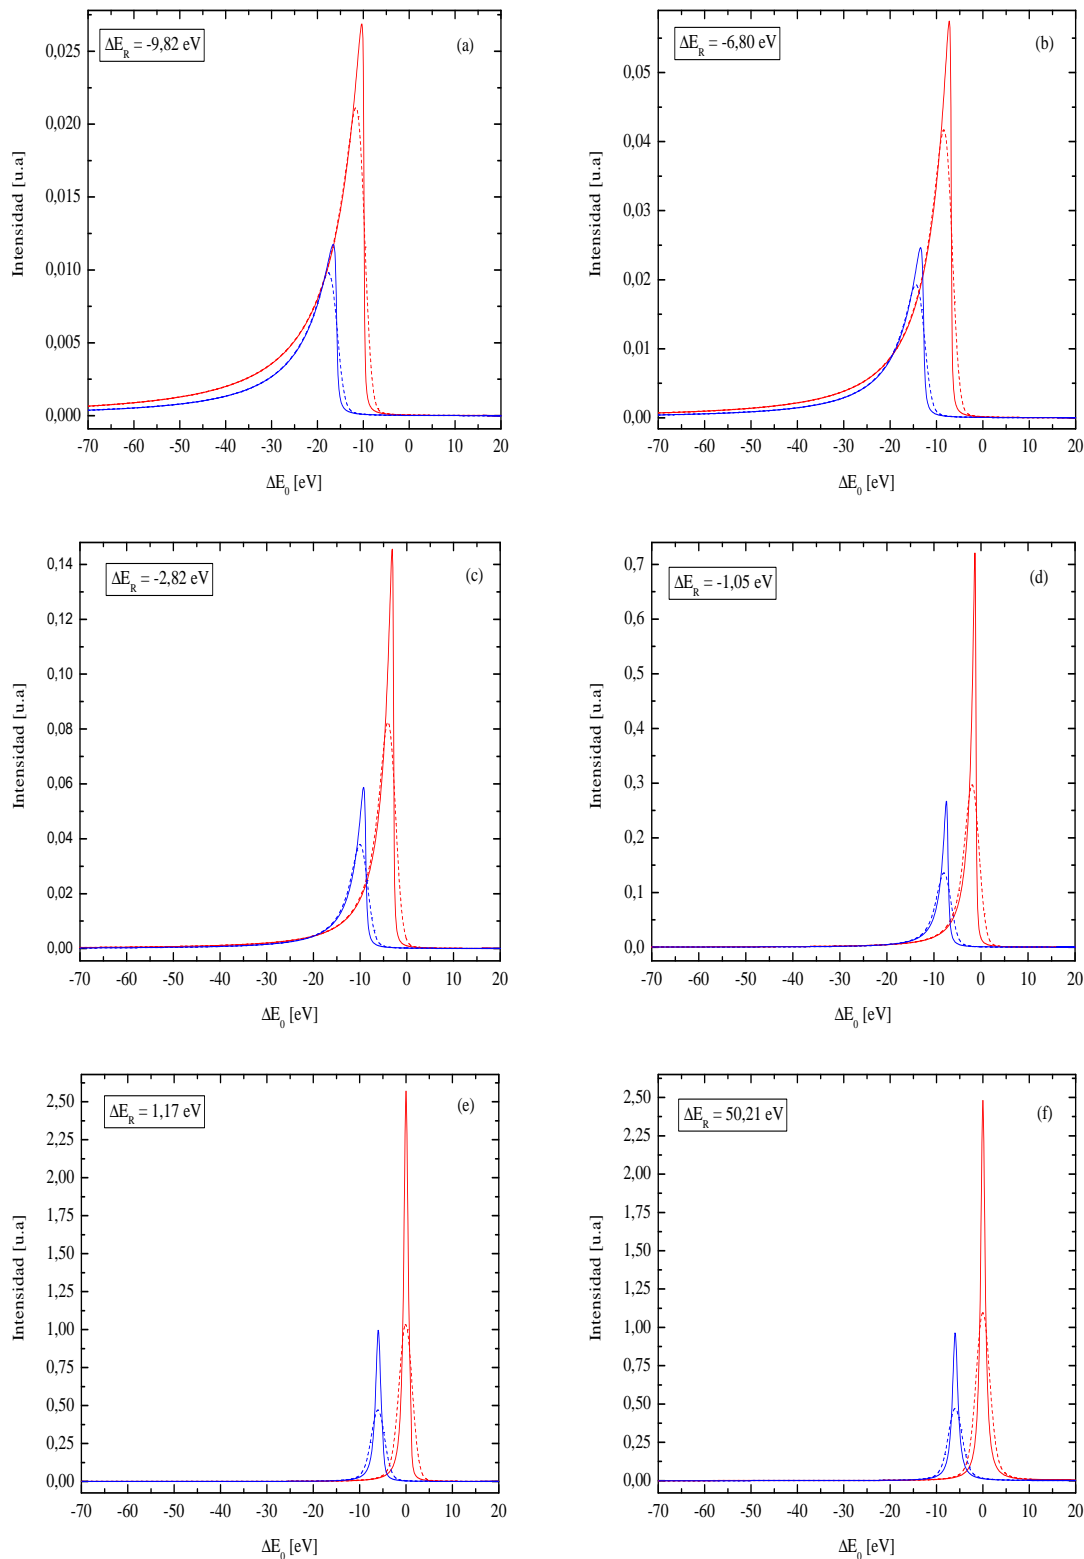 ΔE_R = -9,82 eV
(a)
0,025
0,020
0,015
0,010
0,005
0,000
Intensidad [u.a]
-70 -60 -50 -40 -30 -20 -10 0 10 20
ΔE_0 [eV]
ΔE_R = -6,80 eV
(b)
0,05
0,04
0,03
0,02
0,01
0,00
Intensidad [u.a]
-70 -60 -50 -40 -30 -20 -10 0 10 20
ΔE_0 [eV]
ΔE_R = -2,82 eV
(c)
0,14
0,12
0,10
0,08
0,06
0,04
0,02
0,00
Intensidad [u.a]
-70 -60 -50 -40 -30 -20 -10 0 10 20
ΔE_0 [eV]
ΔE_R = -1,05 eV
(d)
0,7
0,6
0,5
0,4
0,3
0,2
0,1
0,0
Intensidad [u.a]
-70 -60 -50 -40 -30 -20 -10 0 10 20
ΔE_0 [eV]
ΔE_R = 1,17 eV
(e)
2,50
2,25
2,00
1,75
1,50
1,25
1,00
0,75
0,50
0,25
0,00
Intensidad [u.a]
-70 -60 -50 -40 -30 -20 -10 0 10 20
ΔE_0 [eV]
ΔE_R = 50,21 eV
(f)
2,50
2,25
2,00
1,75
1,50
1,25
1,00
0,75
0,50
0,25
0,00
Intensidad [u.a]
-70 -60 -50 -40 -30 -20 -10 0 10 20
ΔE_0 [eV]